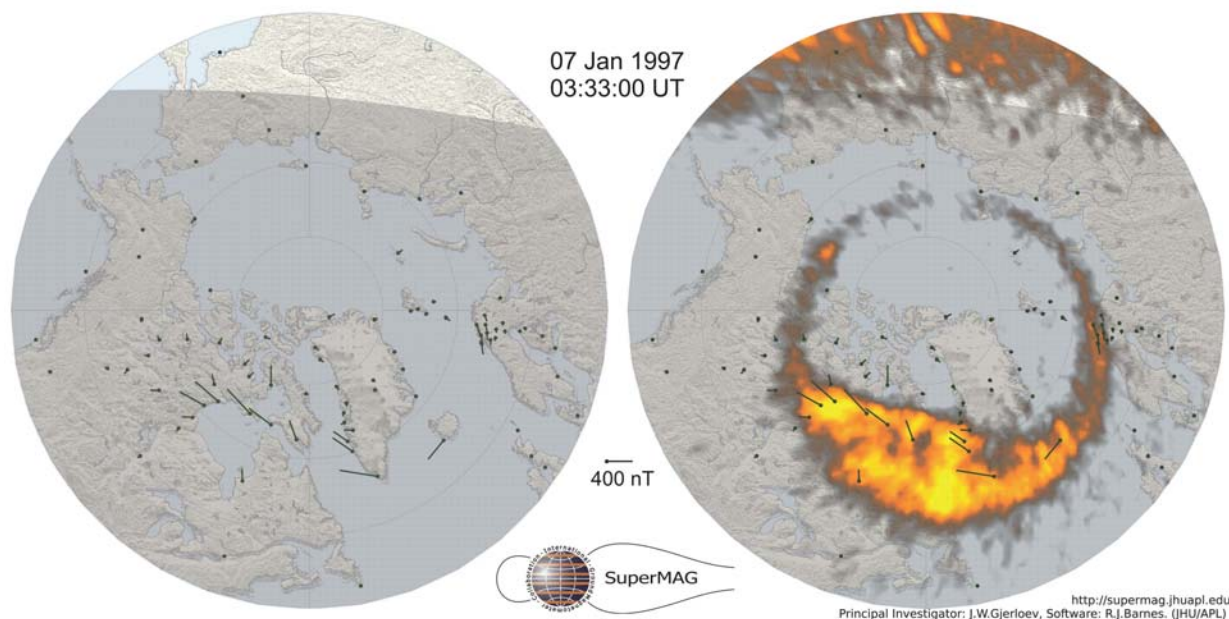 07 Jan 1997
03:33:00 UT
400 nT
SuperMAG
http://supermag.jhuapl.edu
Principal Investigator: J.W.Gjerloev, Software: R.J.Barnes. (JHU/APL)